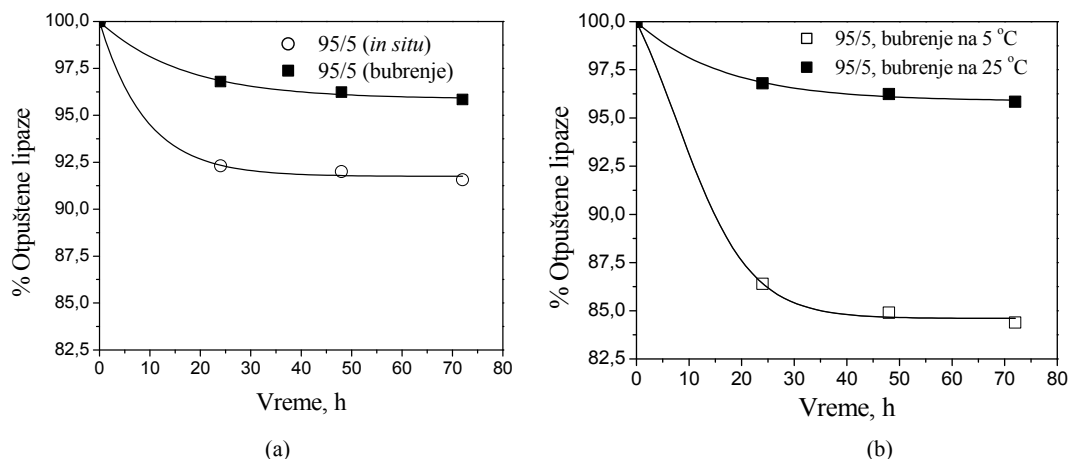 100,0
97,5
95,0
92,5
90,0
87,5
85,0
82,5
% Otpuštene lipaze
95/5 (in situ)
95/5 (bubrenje)
0 10 20 30 40 50 60 70 80
Vreme, h
(a)
100,0
97,5
95,0
92,5
90,0
87,5
85,0
82,5
% Otpuštene lipaze
95/5, bubrenje na 5 °C
95/5, bubrenje na 25 °C
0 10 20 30 40 50 60 70 80
Vreme, h
(b)